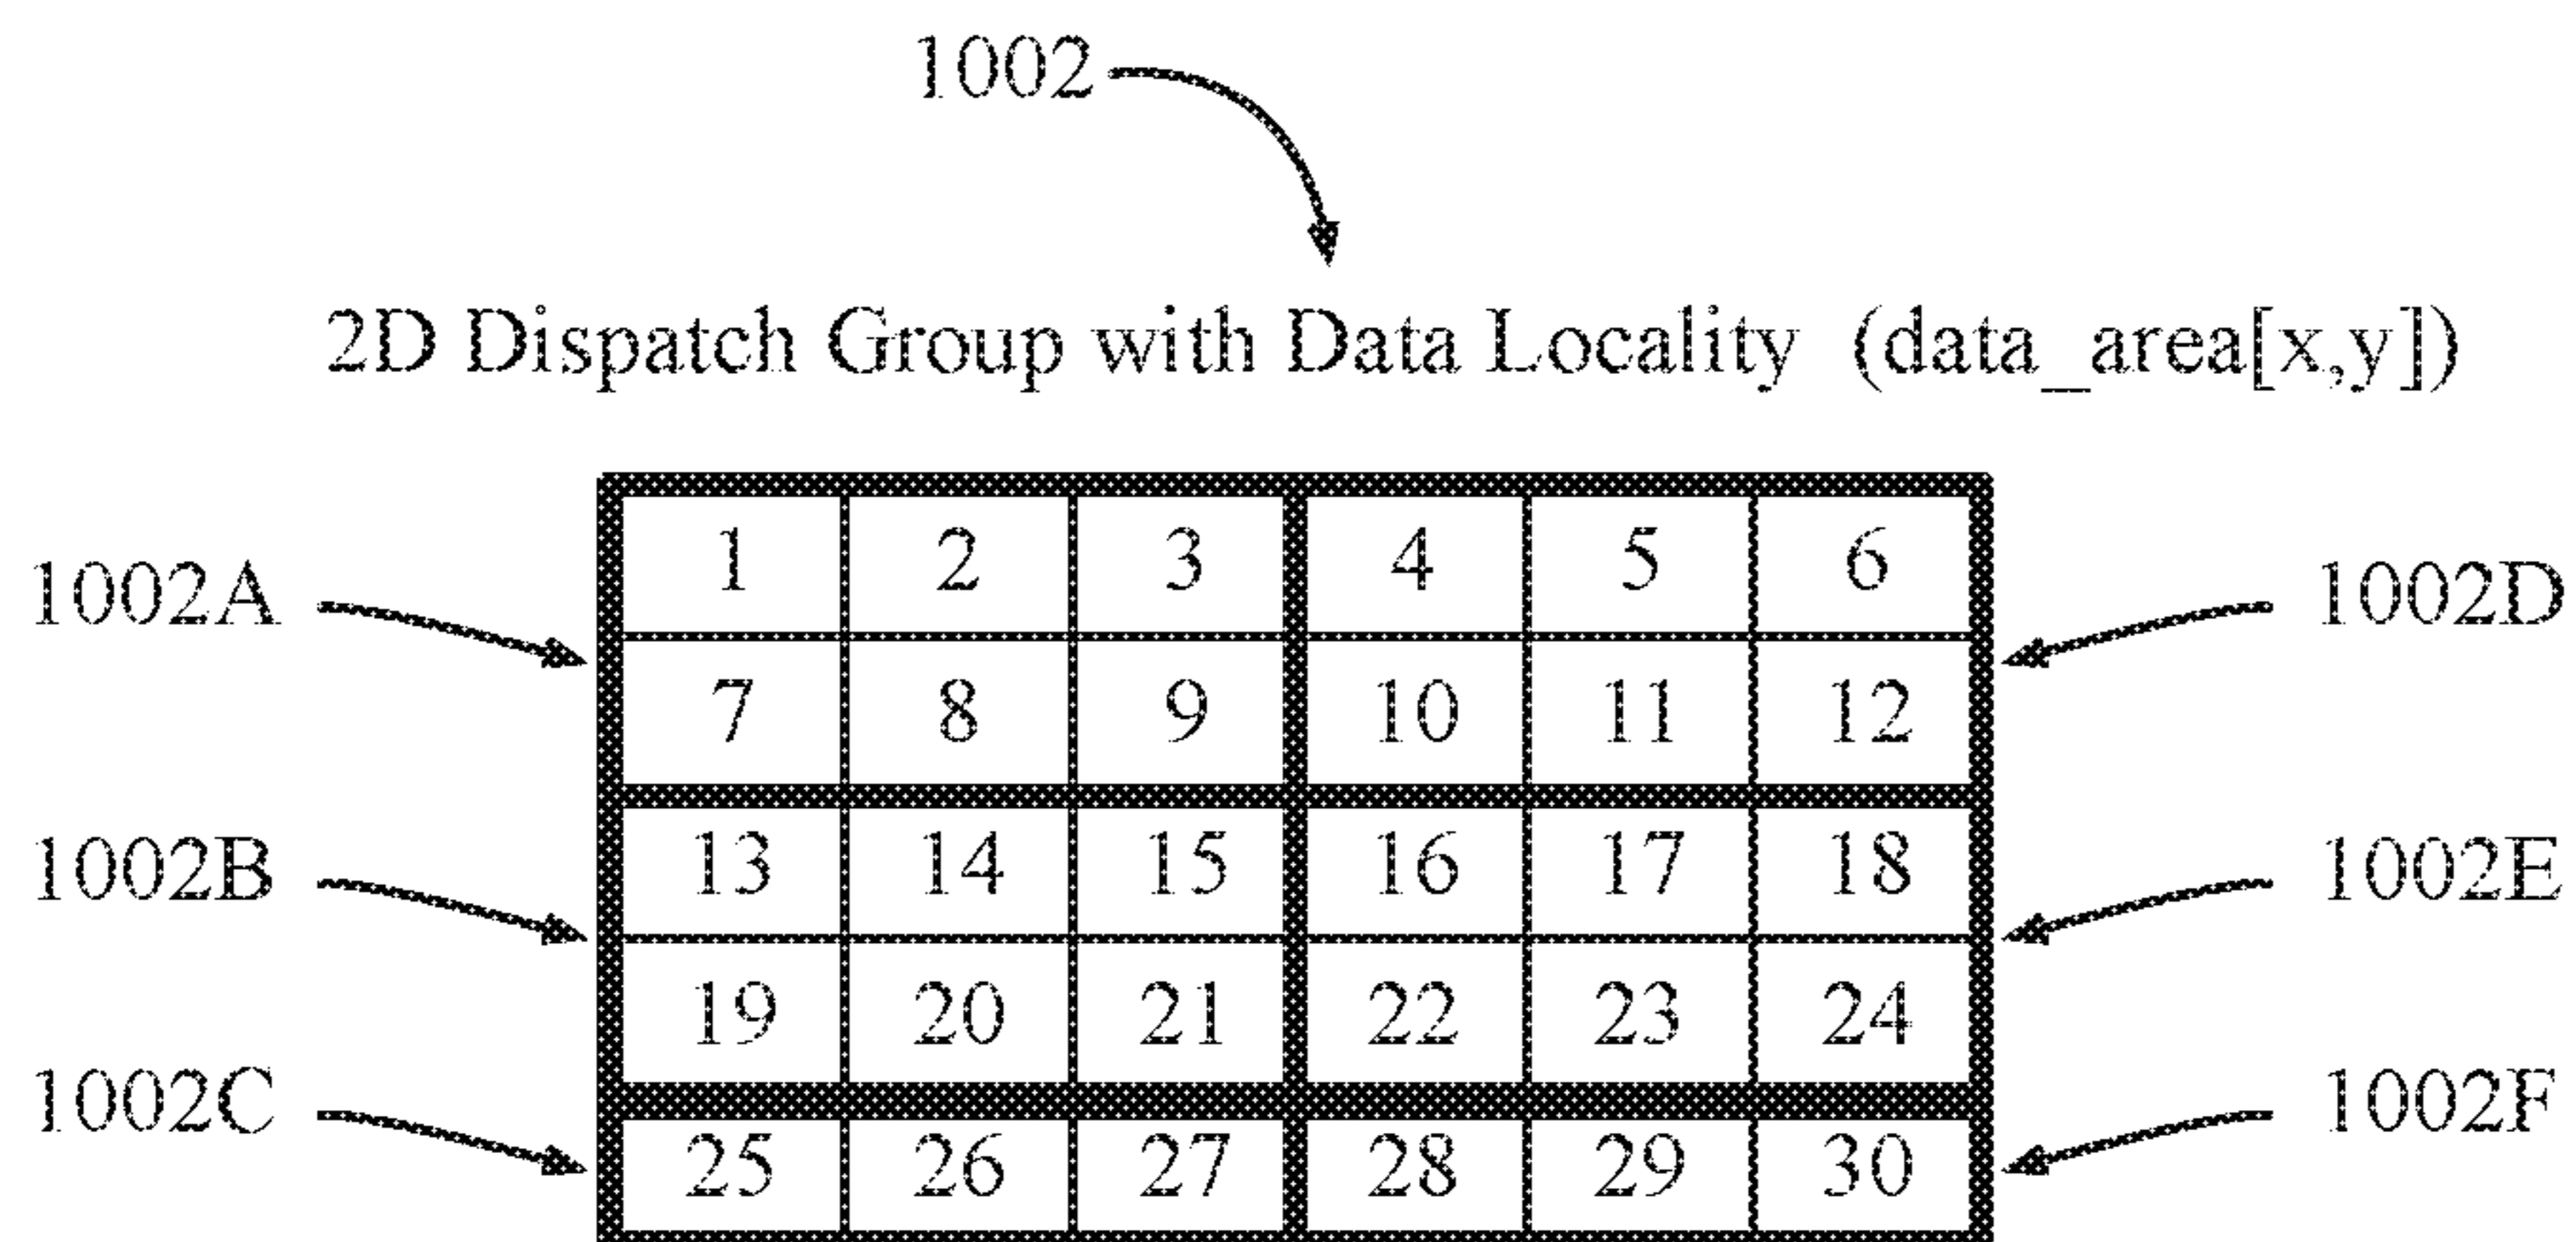 1002
2D Dispatch Group with Data Locality (data_area[x,y])
1 2 3 4 5 6
1002A 1002D
7 8 9 10 11 12
13 14 15 16 17 18
1002B 1002E
19 20 21 22 23 24
1002C 1002F
25 26 27 28 29 30